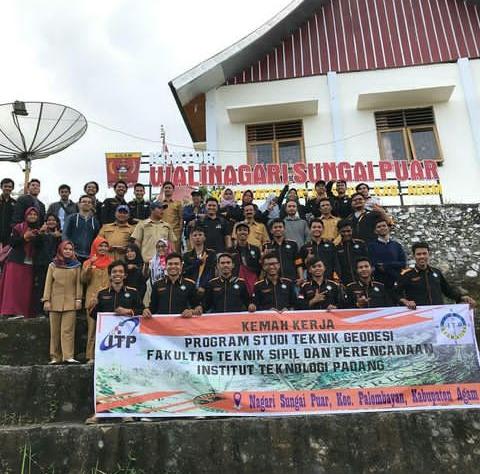 AGAM
KANTOR
WALINAGARI SUNGAI PUAR
KEMAH KERJA
PROGRAM STUDI TEKNIK GEODESI
FAKULTAS TEKNIK SIPIL DAN PERENCANAAN
INSTITUT TEKNOLOGI PADANG
Nagari Sungai Puar, Kec. Palembayan, Kabupaten Agam
ITP